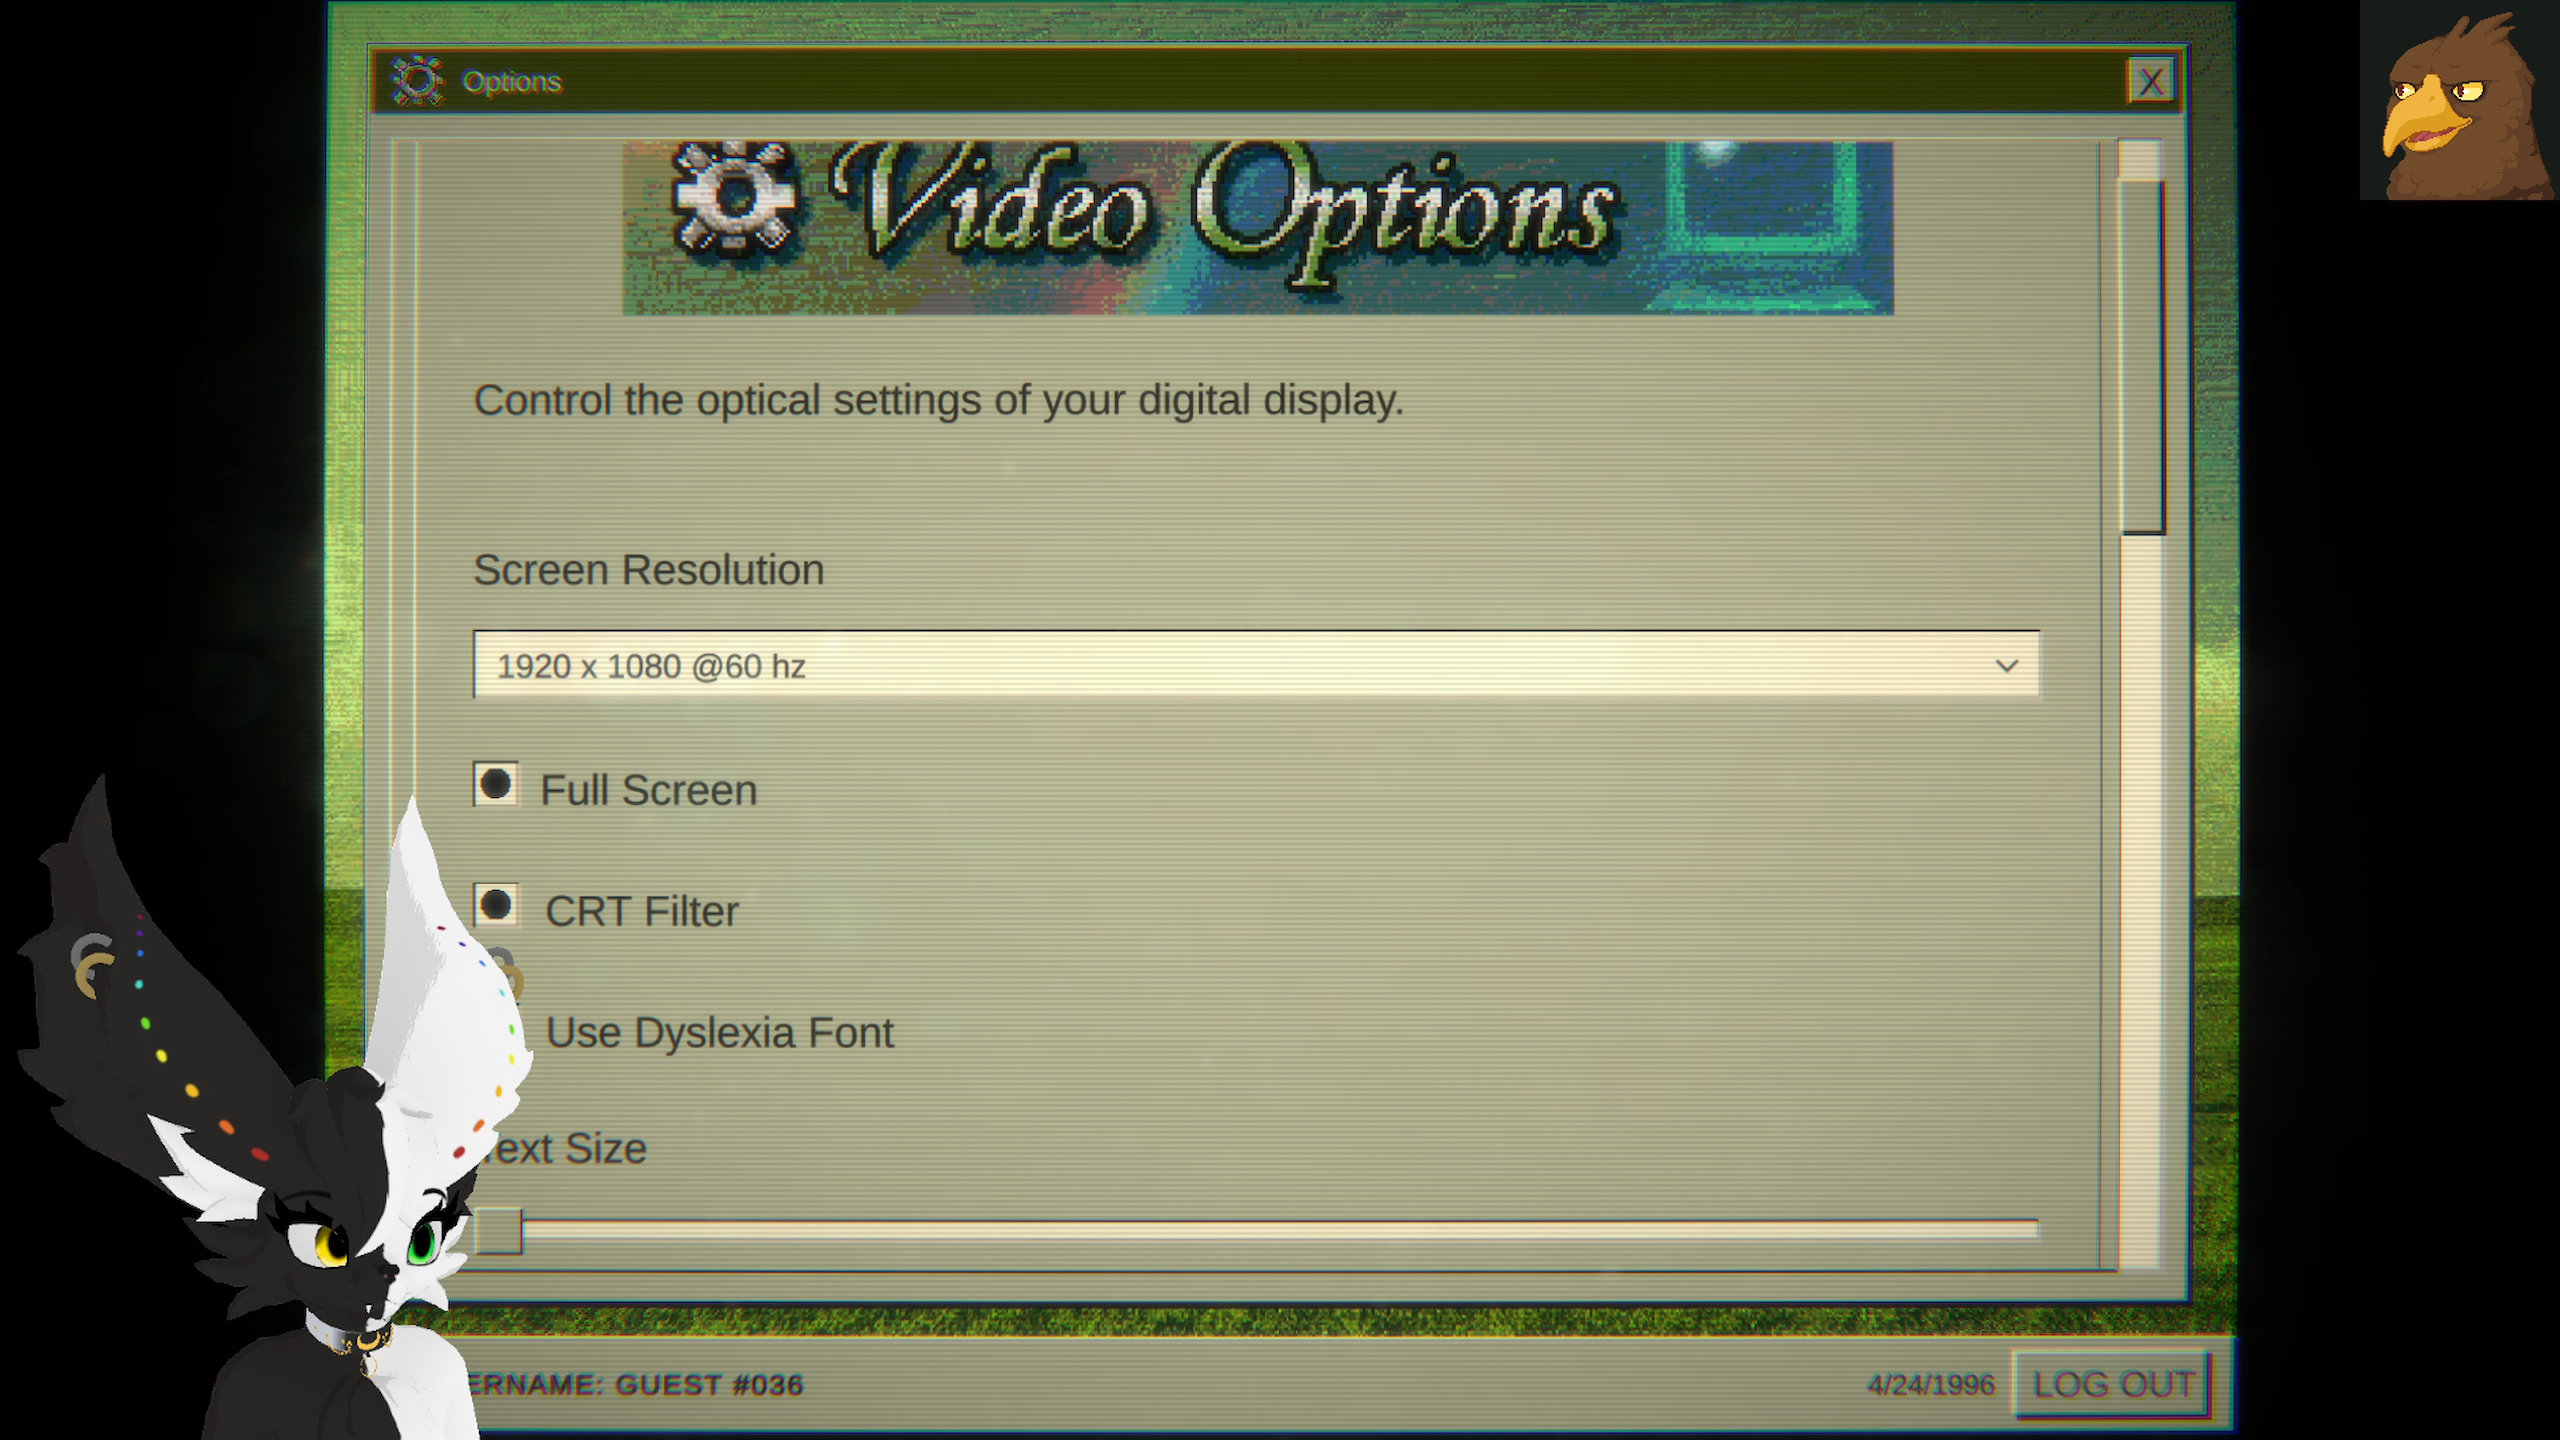 Options
X
Video Options
Control the optical settings of your digital display.
Screen Resolution
1920 x 1080 @60 hz
Full Screen
CRT Filter
Use Dyslexia Font
ext Size
ERNAME: GUEST #036
4/24/1996
LOG OUT